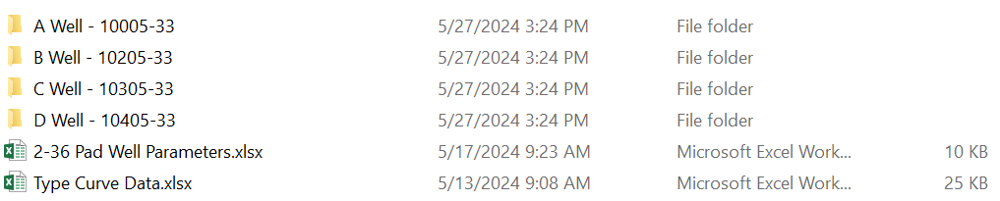 A Well - 10005-33 5/27/2024 3:24 PM File folder
B Well - 10205-33 5/27/2024 3:24 PM File folder
C Well - 10305-33 5/27/2024 3:24 PM File folder
D Well - 10405-33 5/27/2024 3:24 PM File folder
2-36 Pad Well Parameters.xlsx 5/17/2024 9:23 AM Microsoft Excel Work... 10 KB
Type Curve Data.xlsx 5/13/2024 9:08 AM Microsoft Excel Work... 25 KB